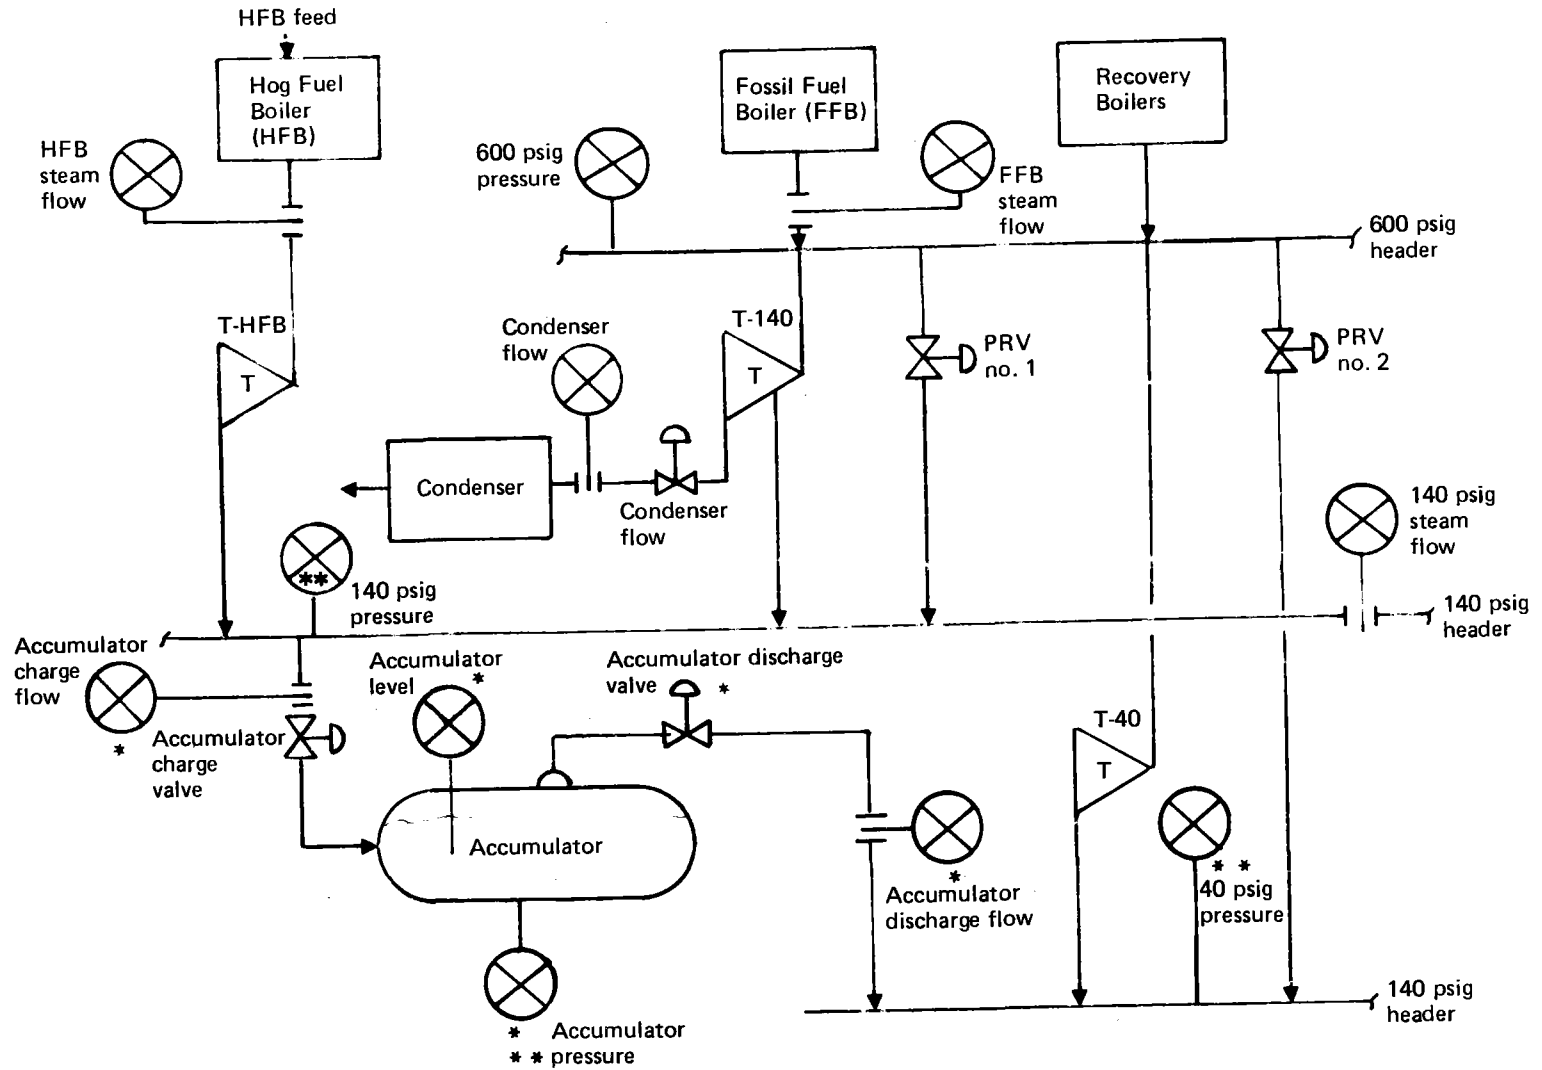 HFB feed
Hog Fuel
Boiler
(HFB)
Fossil Fuel
Boiler (FFB)
Recovery
Boilers
HFB
steam
flow
600 psig
pressure
FFB
steam
flow
600 psig
header
T-HFB
T
Condenser
flow
T-140
T
PRV
no. 1
PRV
no. 2
Condenser
Condenser
flow
140 psig
steam
flow
**
140 psig
pressure
140 psig
header
Accumulator
charge
flow
*
Accumulator
charge
valve
Accumulator
level *
Accumulator discharge
valve *
T-40
T
Accumulator
*
Accumulator
discharge flow
* *
40 psig
pressure
140 psig
header
* Accumulator
* * pressure